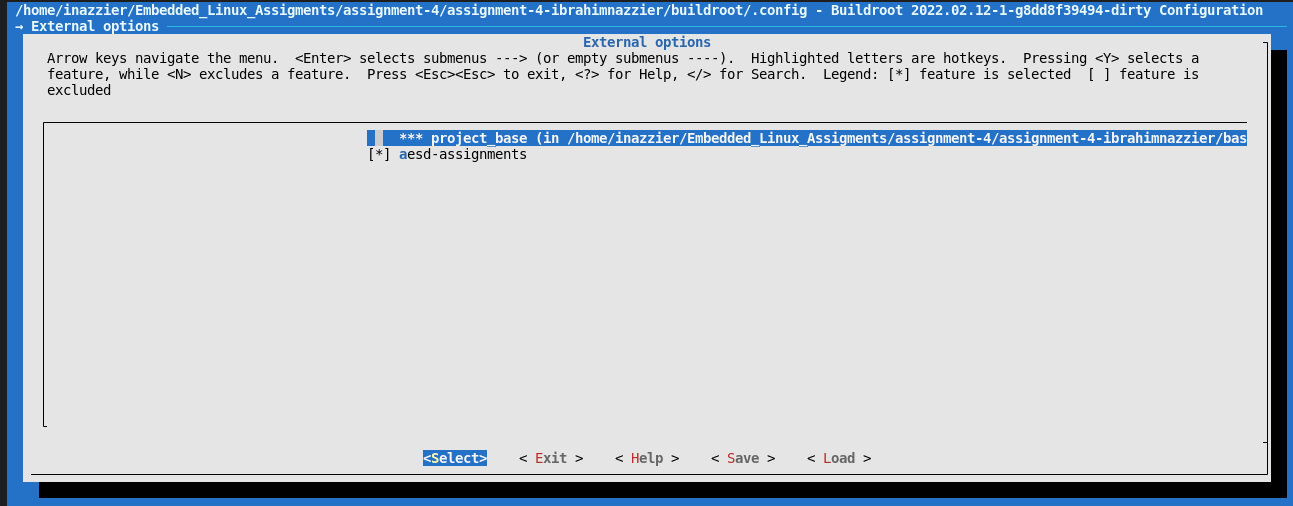 /home/inazzier/Embedded_Linux_Assigments/assignment-4/assignment-4-ibrahimnazzier/buildroot/.config - Buildroot 2022.02.12-1-g8dd8f39494-dirty Configuration
→ External options
External options
Arrow keys navigate the menu.  <Enter> selects submenus ---> (or empty submenus ----).  Highlighted letters are hotkeys.  Pressing <Y> selects a
feature, while <N> excludes a feature.  Press <Esc><Esc> to exit, <?> for Help, </> for Search.  Legend: [*] feature is selected  [ ] feature is
excluded
*** project_base (in /home/inazzier/Embedded_Linux_Assigments/assignment-4/assignment-4-ibrahimnazzier/bas
[*] aesd-assignments
<Select>    < Exit >    < Help >    < Save >    < Load >